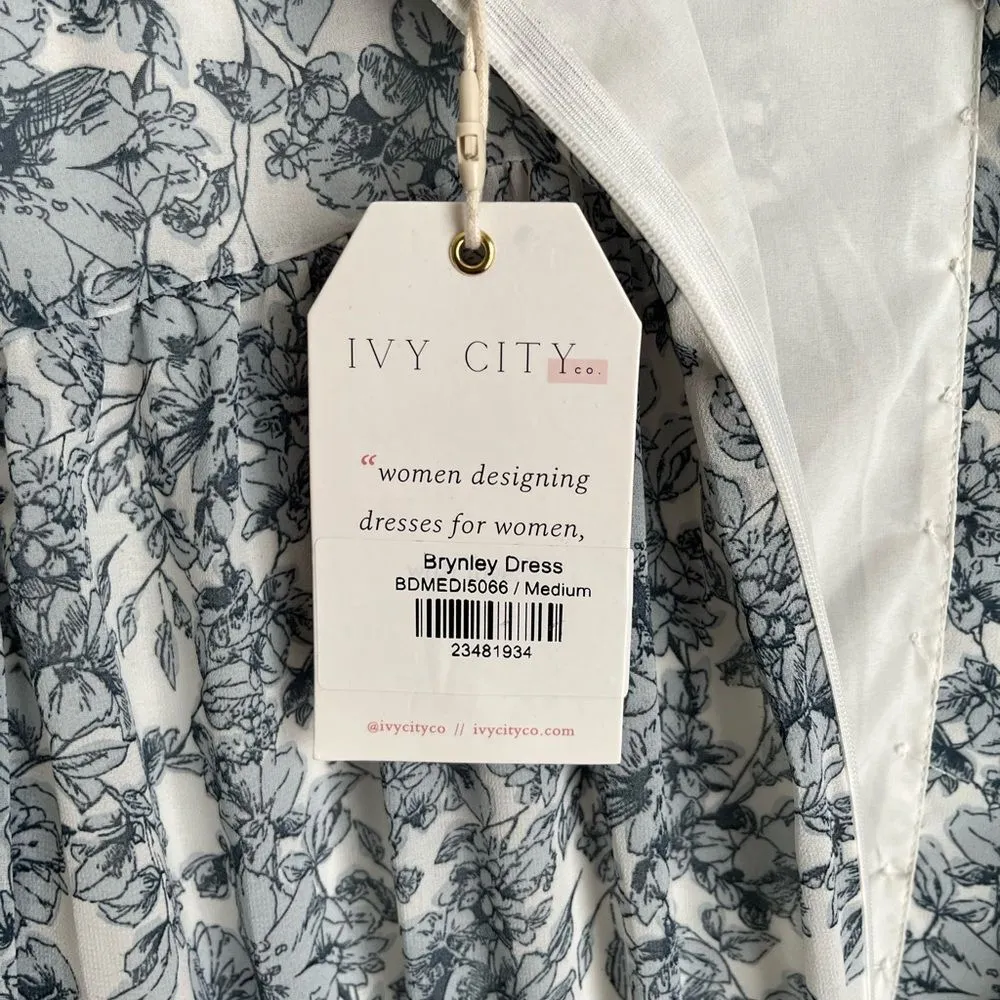 IVY CITY co.
“women designing
dresses for women,
Brynley Dress
BDMEDI5066 / Medium
23481934
@ivycityco // ivycityco.com